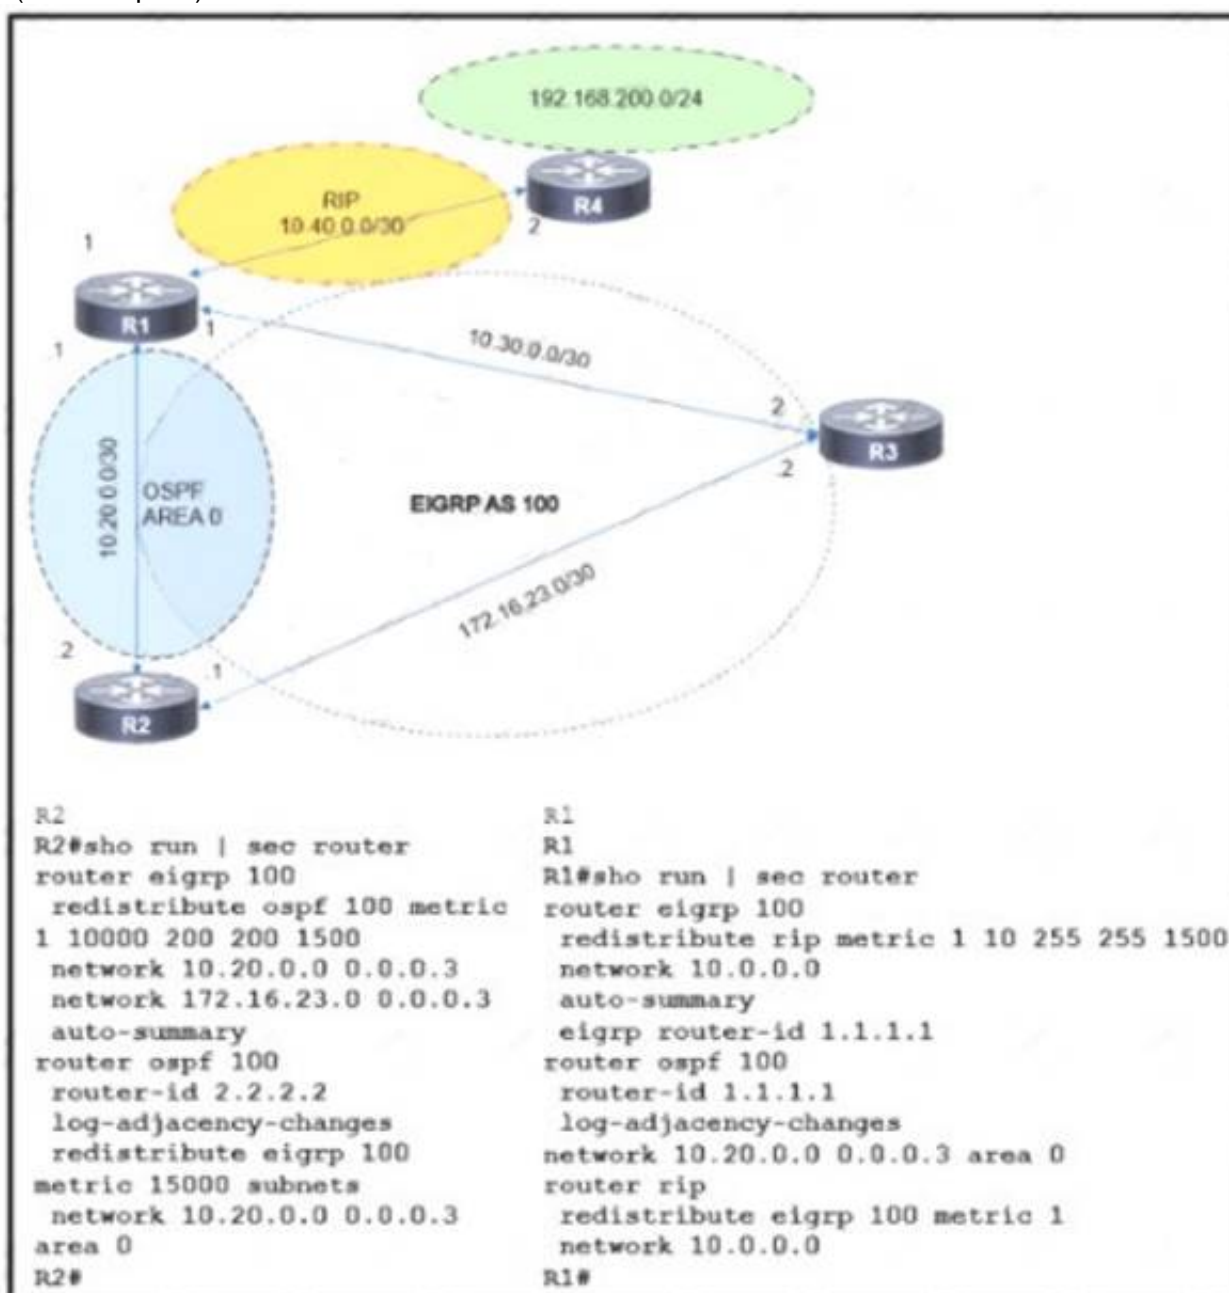 192.168.200.0/24
RIP
10.40.0.0/30
R4
2
1
R1
1
.1
10.30.0.0/30
2
R3
.2
10.20.0.0/30
OSPF
AREA 0
EIGRP AS 100
172.16.23.0/30
.2
.1
R2
R2
R2#sho run | sec router
router eigrp 100
redistribute ospf 100 metric
1 10000 200 200 1500
network 10.20.0.0 0.0.0.3
network 172.16.23.0 0.0.0.3
auto-summary
router ospf 100
router-id 2.2.2.2
log-adjacency-changes
redistribute eigrp 100
metric 15000 subnets
network 10.20.0.0 0.0.0.3
area 0
R2#
R1
R1
R1#sho run | sec router
router eigrp 100
redistribute rip metric 1 10 255 255 1500
network 10.0.0.0
auto-summary
eigrp router-id 1.1.1.1
router ospf 100
router-id 1.1.1.1
log-adjacency-changes
network 10.20.0.0 0.0.0.3 area 0
router rip
redistribute eigrp 100 metric 1
network 10.0.0.0
R1#